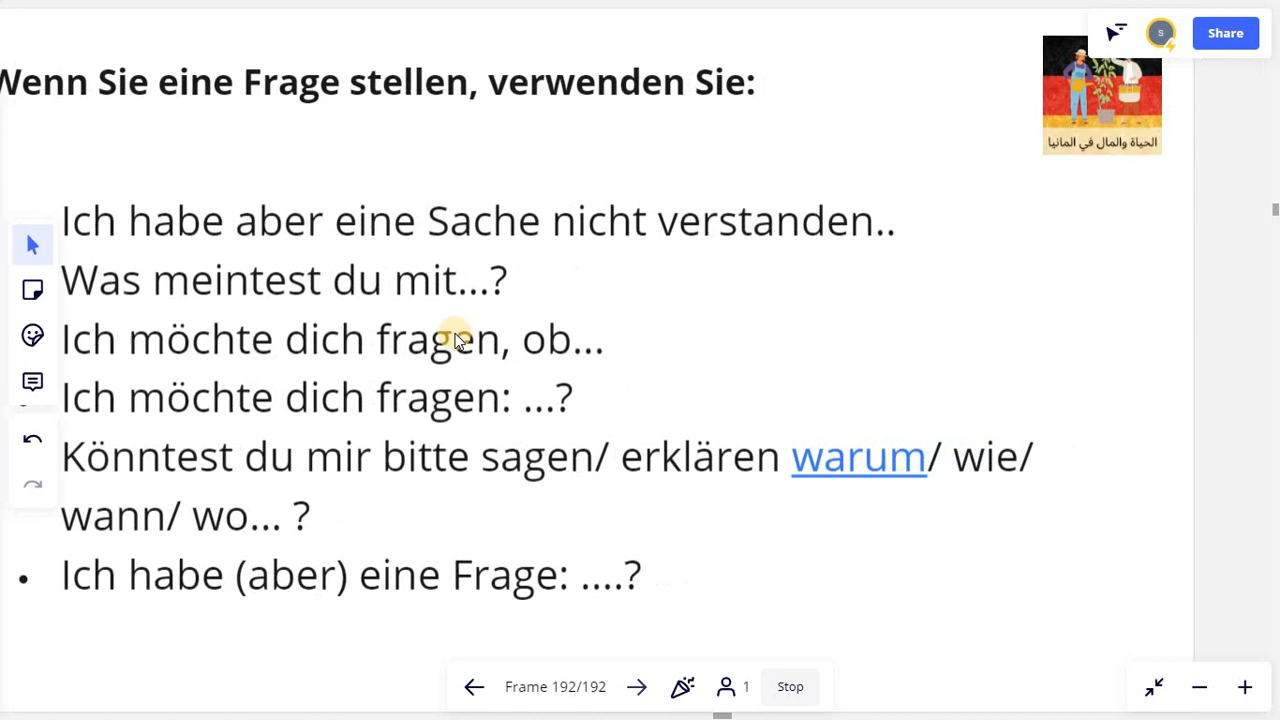 Share
S
Wenn Sie eine Frage stellen, verwenden Sie:
الحياة والمال في المانيا
Ich habe aber eine Sache nicht verstanden..
Was meintest du mit...?
Ich möchte dich fragen, ob...
Ich möchte dich fragen: ...?
Könntest du mir bitte sagen/ erklären warum/ wie/
wann/ wo... ?
• Ich habe (aber) eine Frage: ....?
Frame 192/192
1
Stop